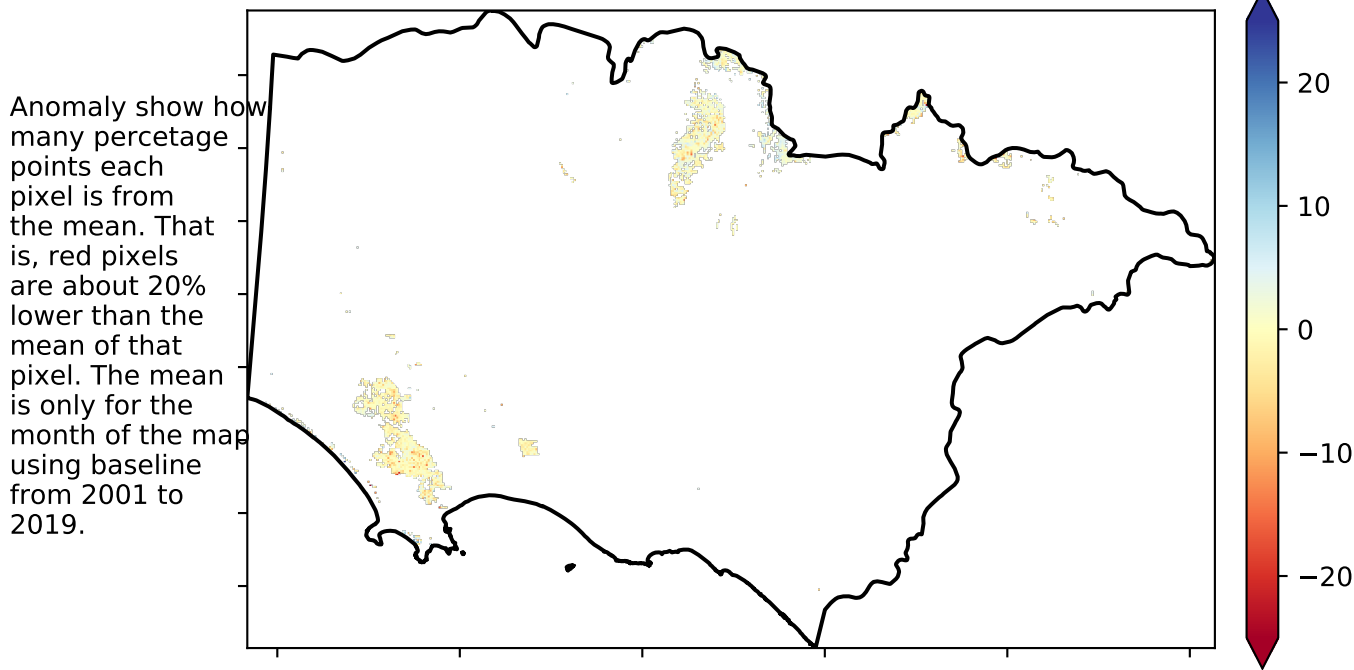 Anomaly show how
many percetage
points each
pixel is from
the mean. That
is, red pixels
are about 20%
lower than the
mean of that
pixel. The mean
is only for the
month of the map
using baseline
from 2001 to
2019.
20
10
0
−10
−20